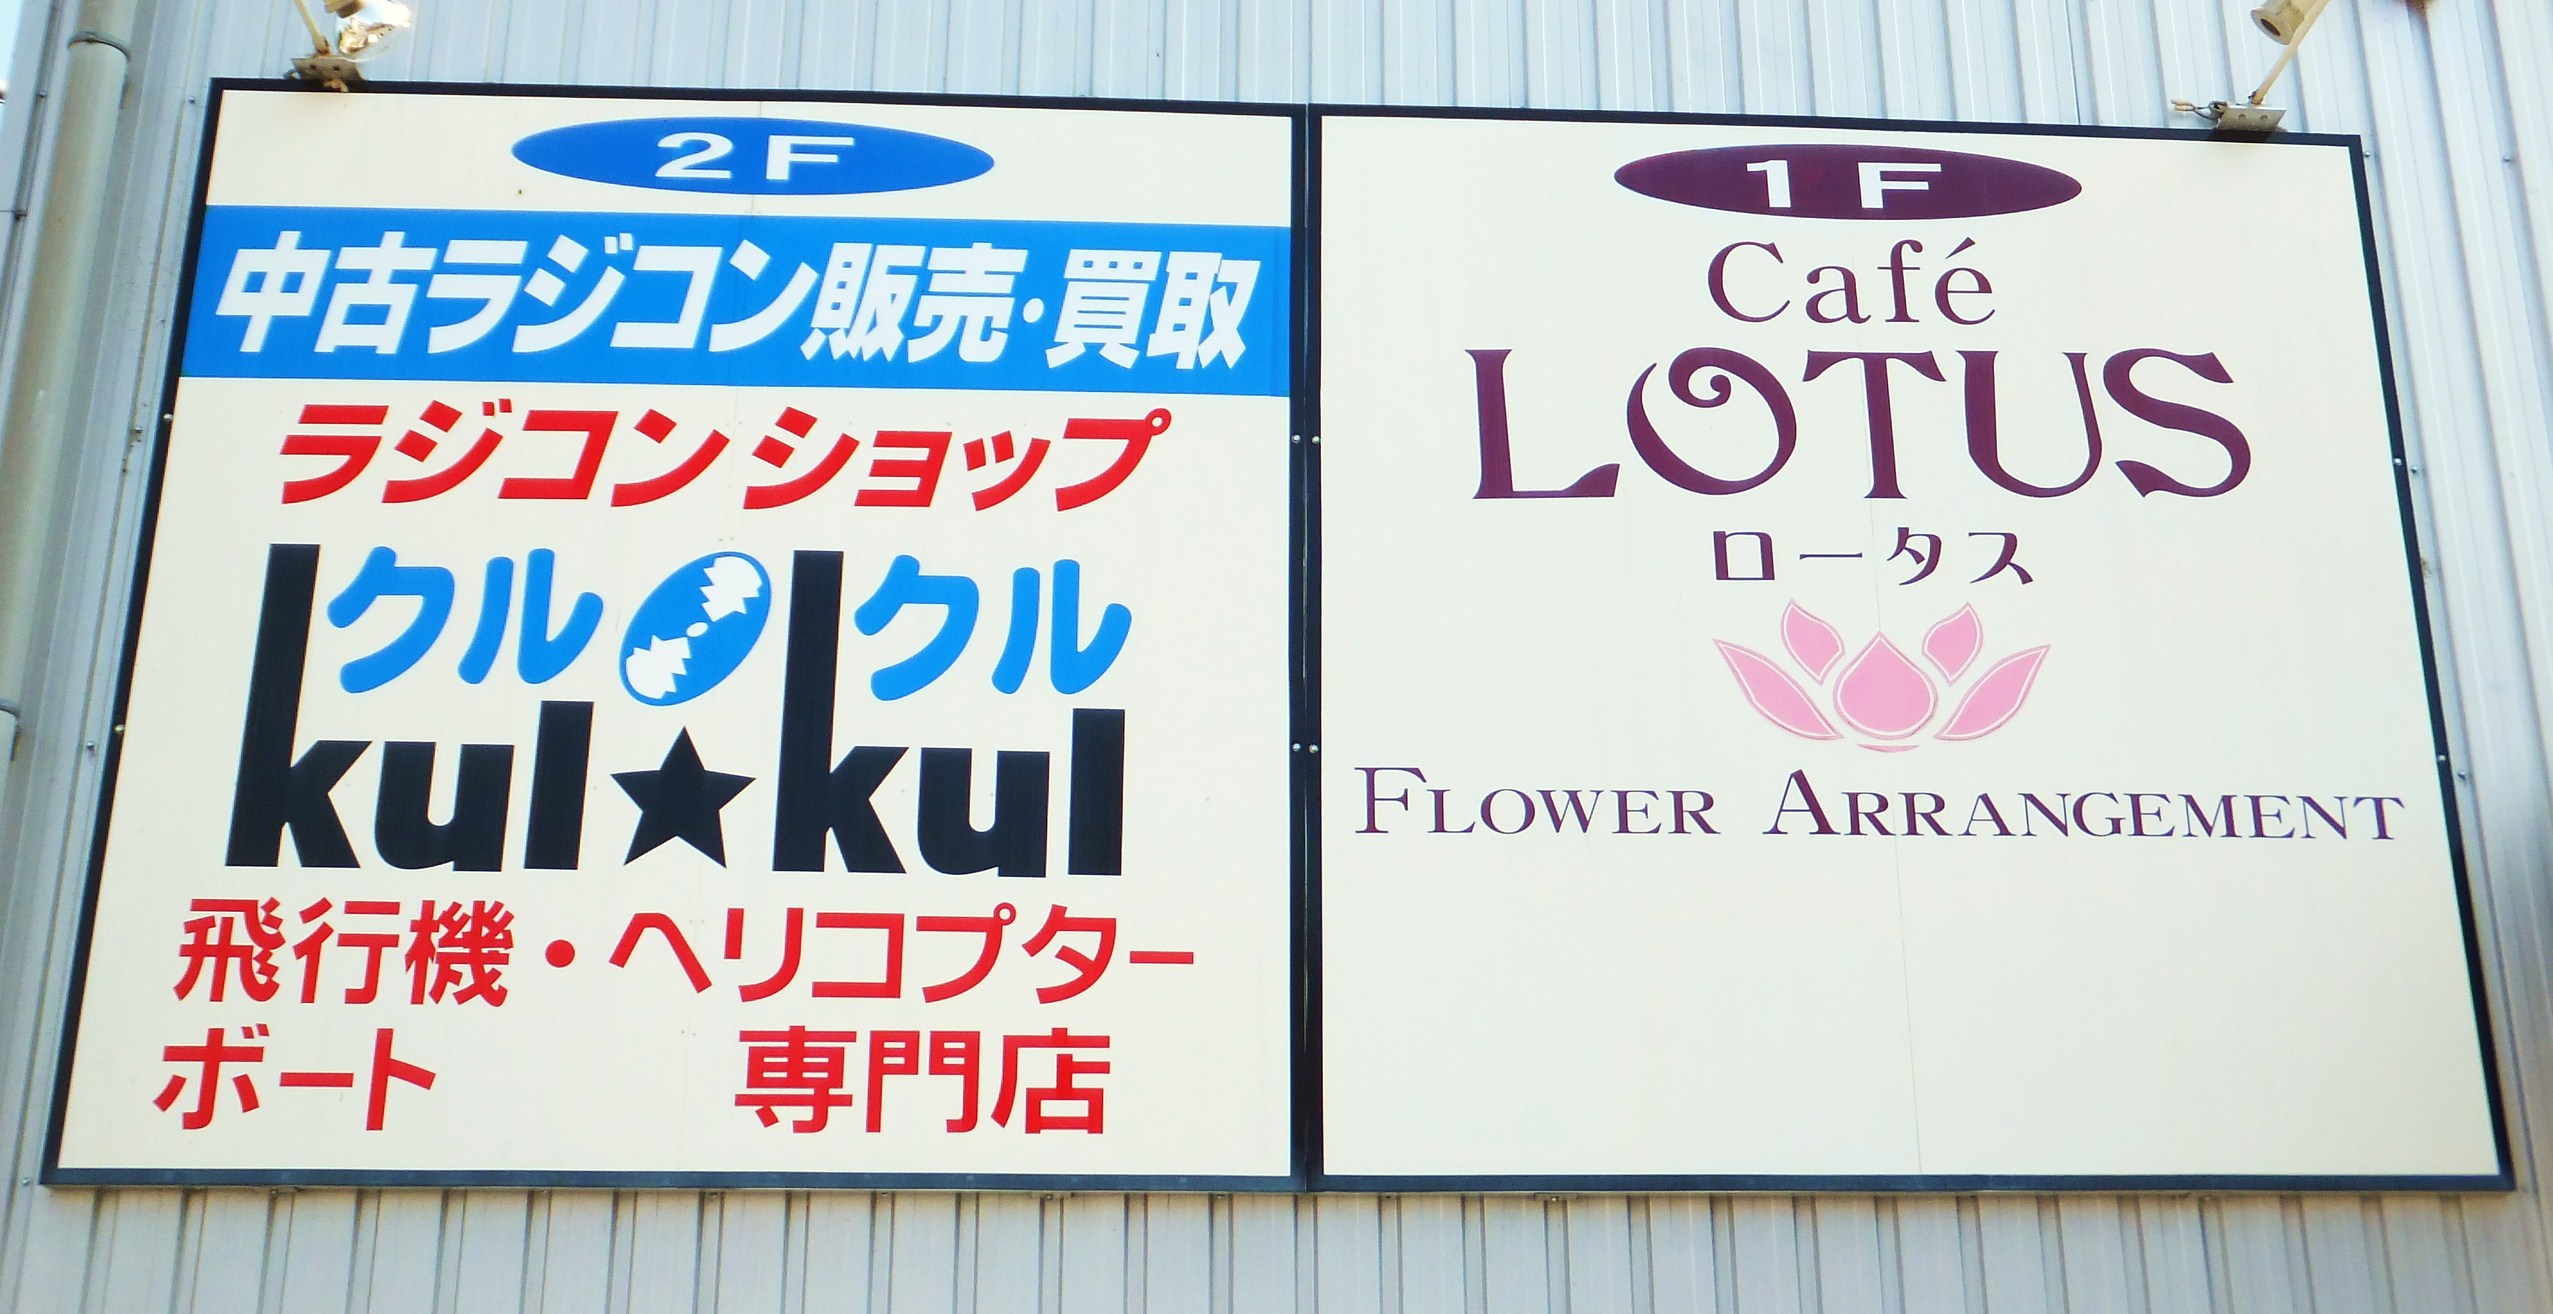 2F
中古ラジコン販売・買取
ラジコンショップ
クルクル
kul★kul
飛行機・ヘリコプター
ボート 専門店
1F
Café
LOTUS
ロータス
FLOWER ARRANGEMENT